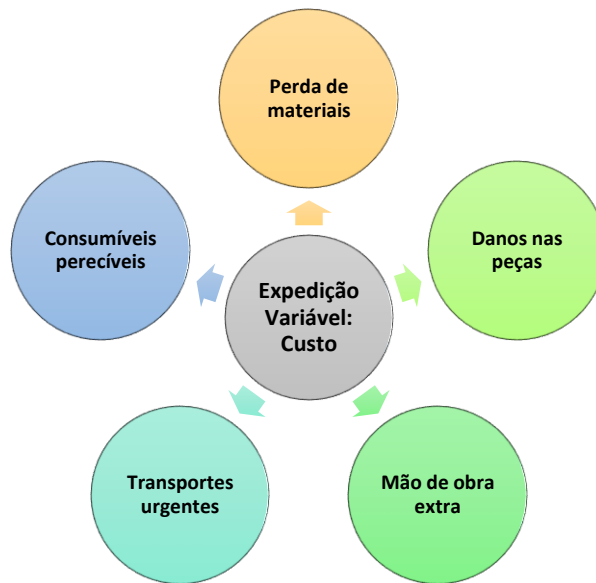 Perda de
materiais
Consumíveis
perecíveis
Danos nas
peças
Expedição
Variável:
Custo
Transportes
urgentes
Mão de obra
extra